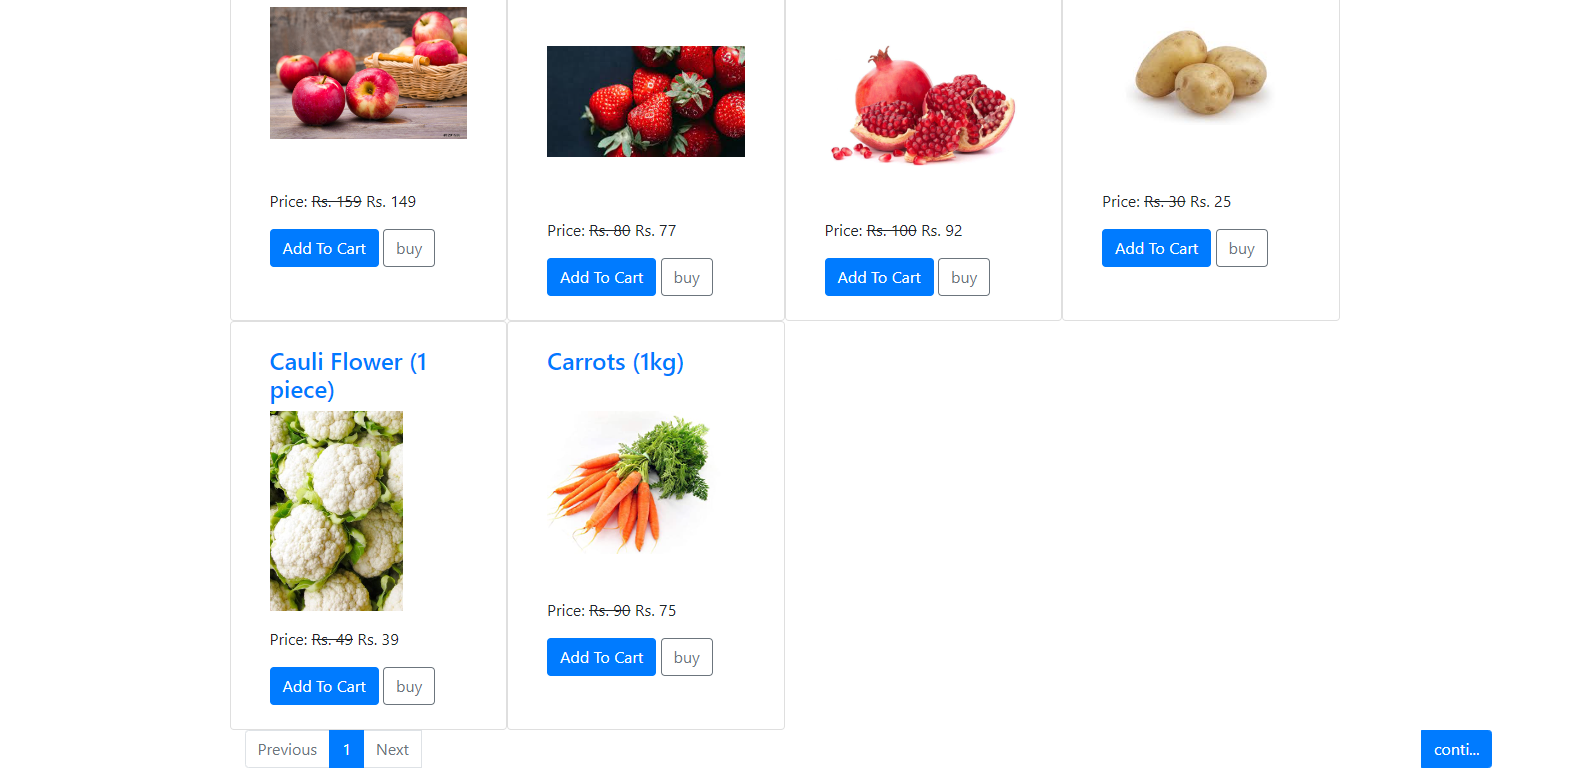 Price: Rs. 159 Rs. 149
Add To Cart buy
Price: Rs. 80 Rs. 77
Add To Cart buy
Price: Rs. 100 Rs. 92
Add To Cart buy
Price: Rs. 30 Rs. 25
Add To Cart buy
Cauli Flower (1
piece)
Price: Rs. 49 Rs. 39
Add To Cart buy
Carrots (1kg)
Price: Rs. 90 Rs. 75
Add To Cart buy
Previous 1 Next
conti...